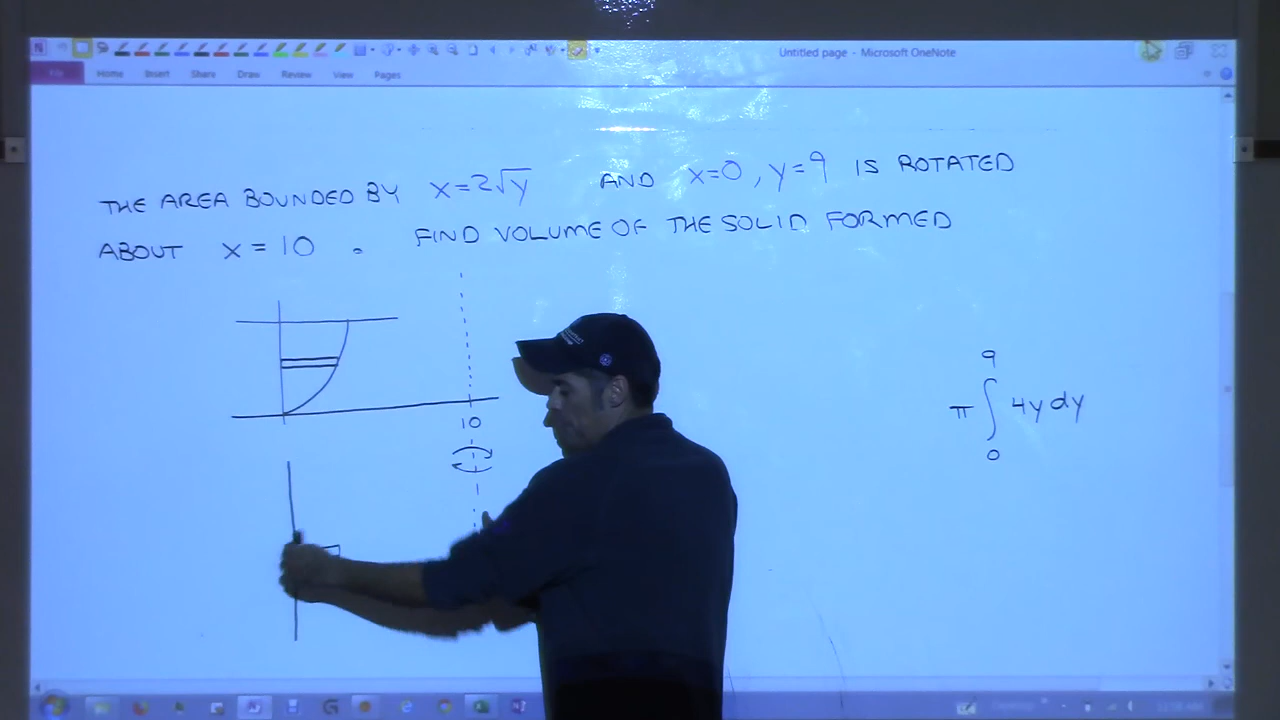 Untitled page - Microsoft OneNote
File Home Insert Share Draw Review View Pages
THE AREA BOUNDED BY x=2√y AND x=0, y=9 IS ROTATED
ABOUT x = 10 . FIND VOLUME OF THE SOLID FORMED
9
π∫ 4y dy
0
10